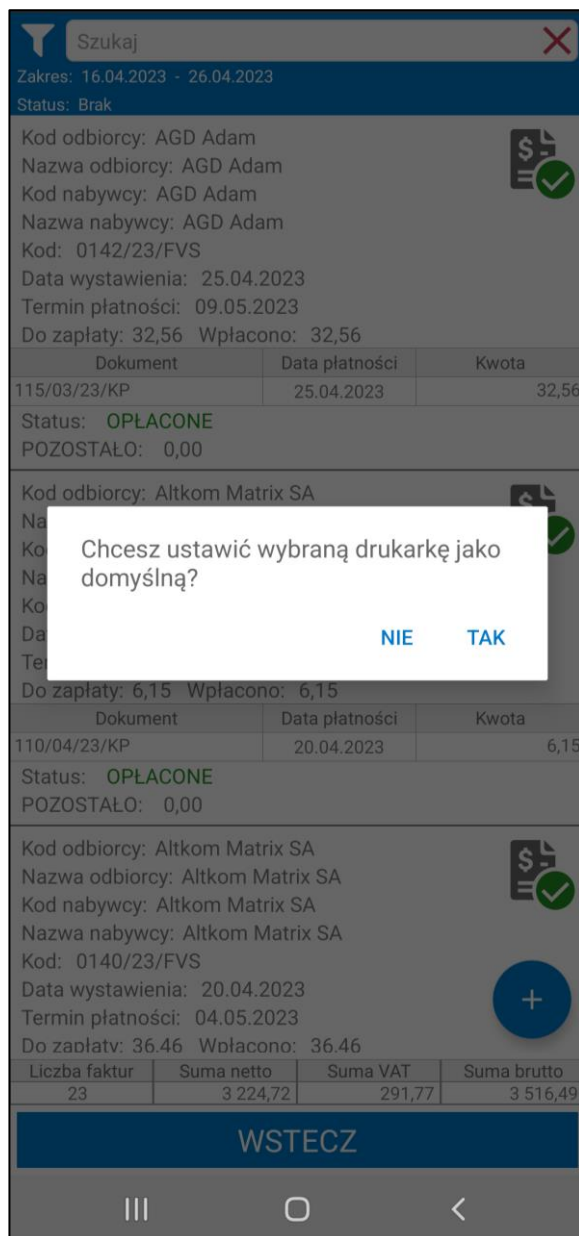 Szukaj
Zakres: 16.04.2023 - 26.04.2023
Status: Brak
Kod odbiorcy: AGD Adam
Nazwa odbiorcy: AGD Adam
Kod nabywcy: AGD Adam
Nazwa nabywcy: AGD Adam
Kod: 0142/23/FVS
Data wystawienia: 25.04.2023
Termin płatności: 09.05.2023
Do zapłaty: 32,56 Wpłacono: 32,56
Dokument Data płatności Kwota
115/03/23/KP 25.04.2023 32,56
Status: OPŁACONE
POZOSTAŁO: 0,00
Kod odbiorcy: Altkom Matrix SA
Chcesz ustawić wybraną drukarkę jako
domyślną?
NIE TAK
Do zapłaty: 6,15 Wpłacono: 6,15
Dokument Data płatności Kwota
110/04/23/KP 20.04.2023 6,15
Status: OPŁACONE
POZOSTAŁO: 0,00
Kod odbiorcy: Altkom Matrix SA
Nazwa odbiorcy: Altkom Matrix SA
Kod nabywcy: Altkom Matrix SA
Nazwa nabywcy: Altkom Matrix SA
Kod: 0140/23/FVS
Data wystawienia: 20.04.2023
Termin płatności: 04.05.2023
Do zapłaty: 36,46 Wpłacono: 36,46
Liczba faktur Suma netto Suma VAT Suma brutto
23 3 224,72 291,77 3 516,49
WSTECZ